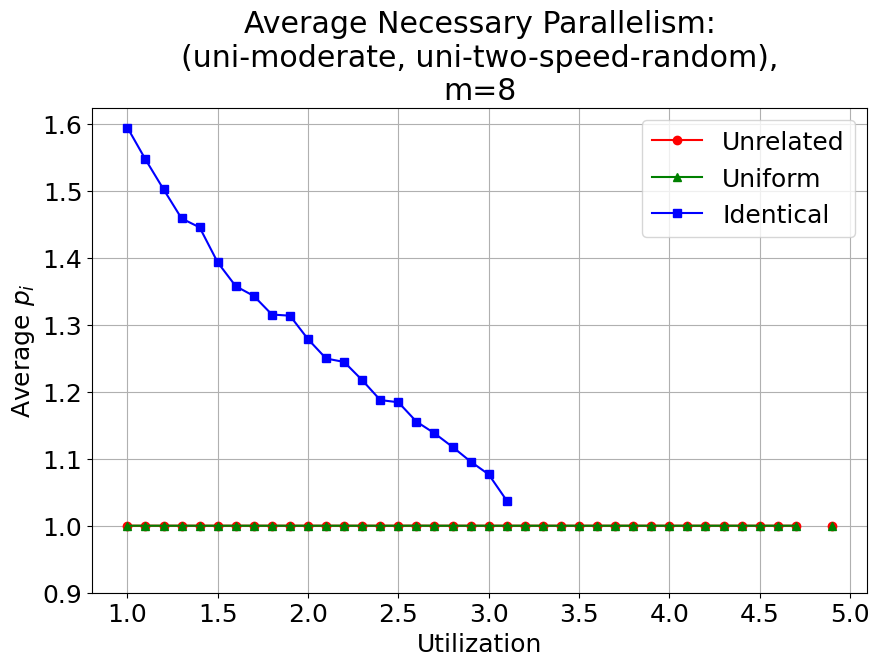 Average Necessary Parallelism:
(uni-moderate, uni-two-speed-random),
m=8
Unrelated
Uniform
Identical
Average p_i
1.6
1.5
1.4
1.3
1.2
1.1
1.0
0.9
1.0 1.5 2.0 2.5 3.0 3.5 4.0 4.5 5.0
Utilization